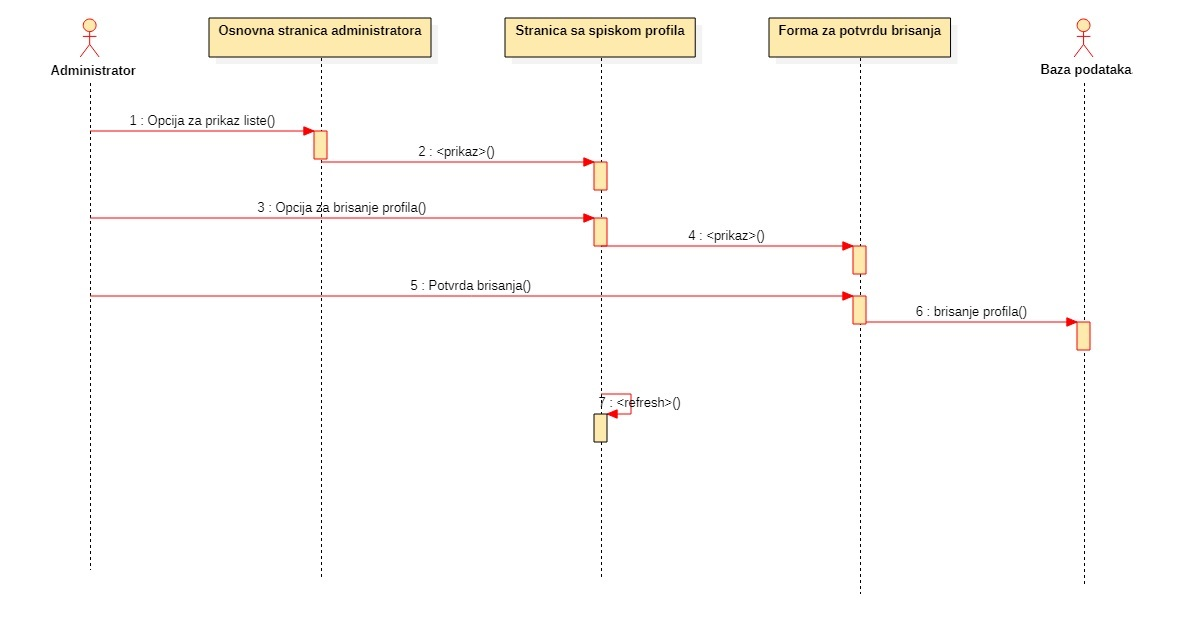 Osnovna stranica administratora
Stranica sa spiskom profila
Forma za potvrdu brisanja
Administrator
Baza podataka
1 : Opcija za prikaz liste()
2 : <prikaz>()
3 : Opcija za brisanje profila()
4 : <prikaz>()
5 : Potvrda brisanja()
6 : brisanje profila()
7 : <refresh>()